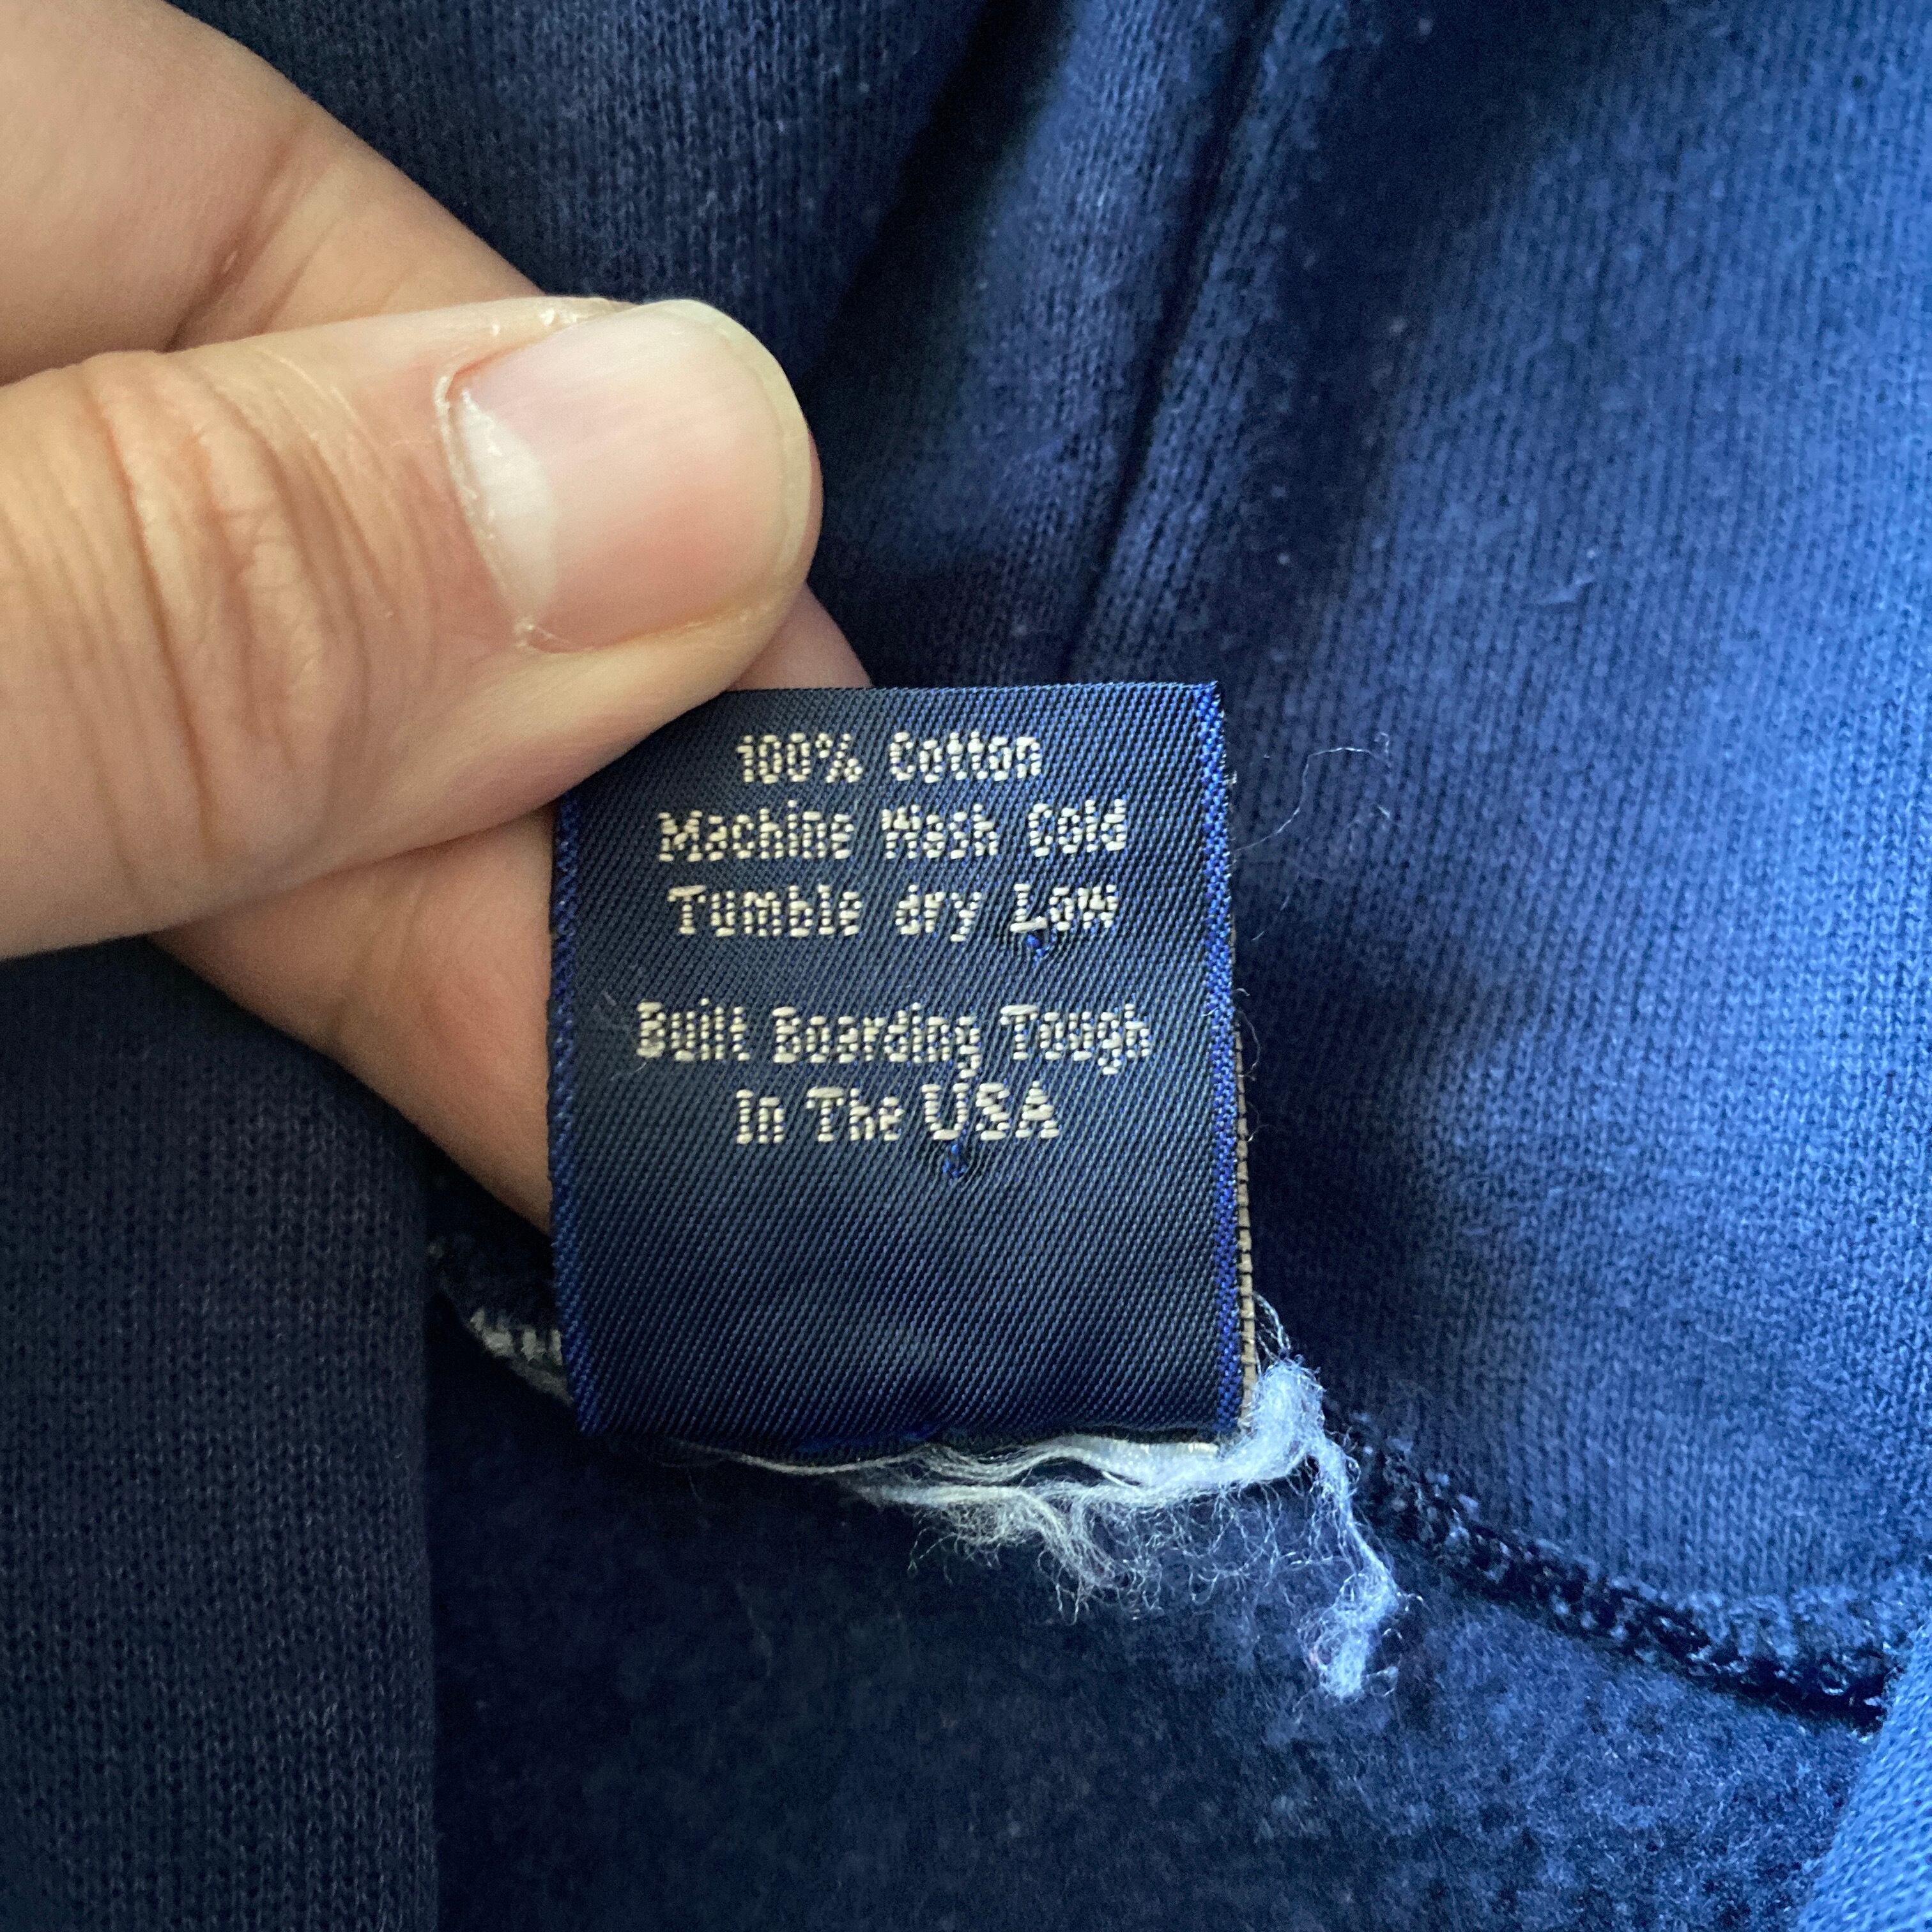 100% Cotton
Machine Wash Cold
Tumble dry Low
Built Boarding Tough
In The USA